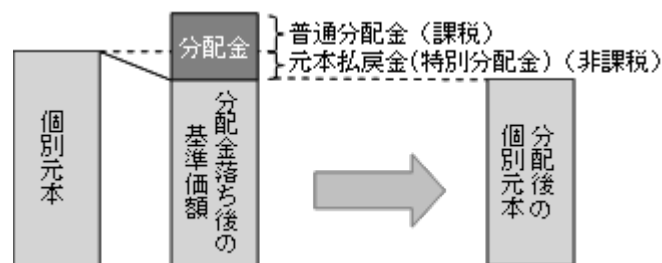 分配金
普通分配金（課税）
元本払戻金(特別分配金)（非課税）
個別元本
分配金落ち後の
基準価額
分配後の
個別元本